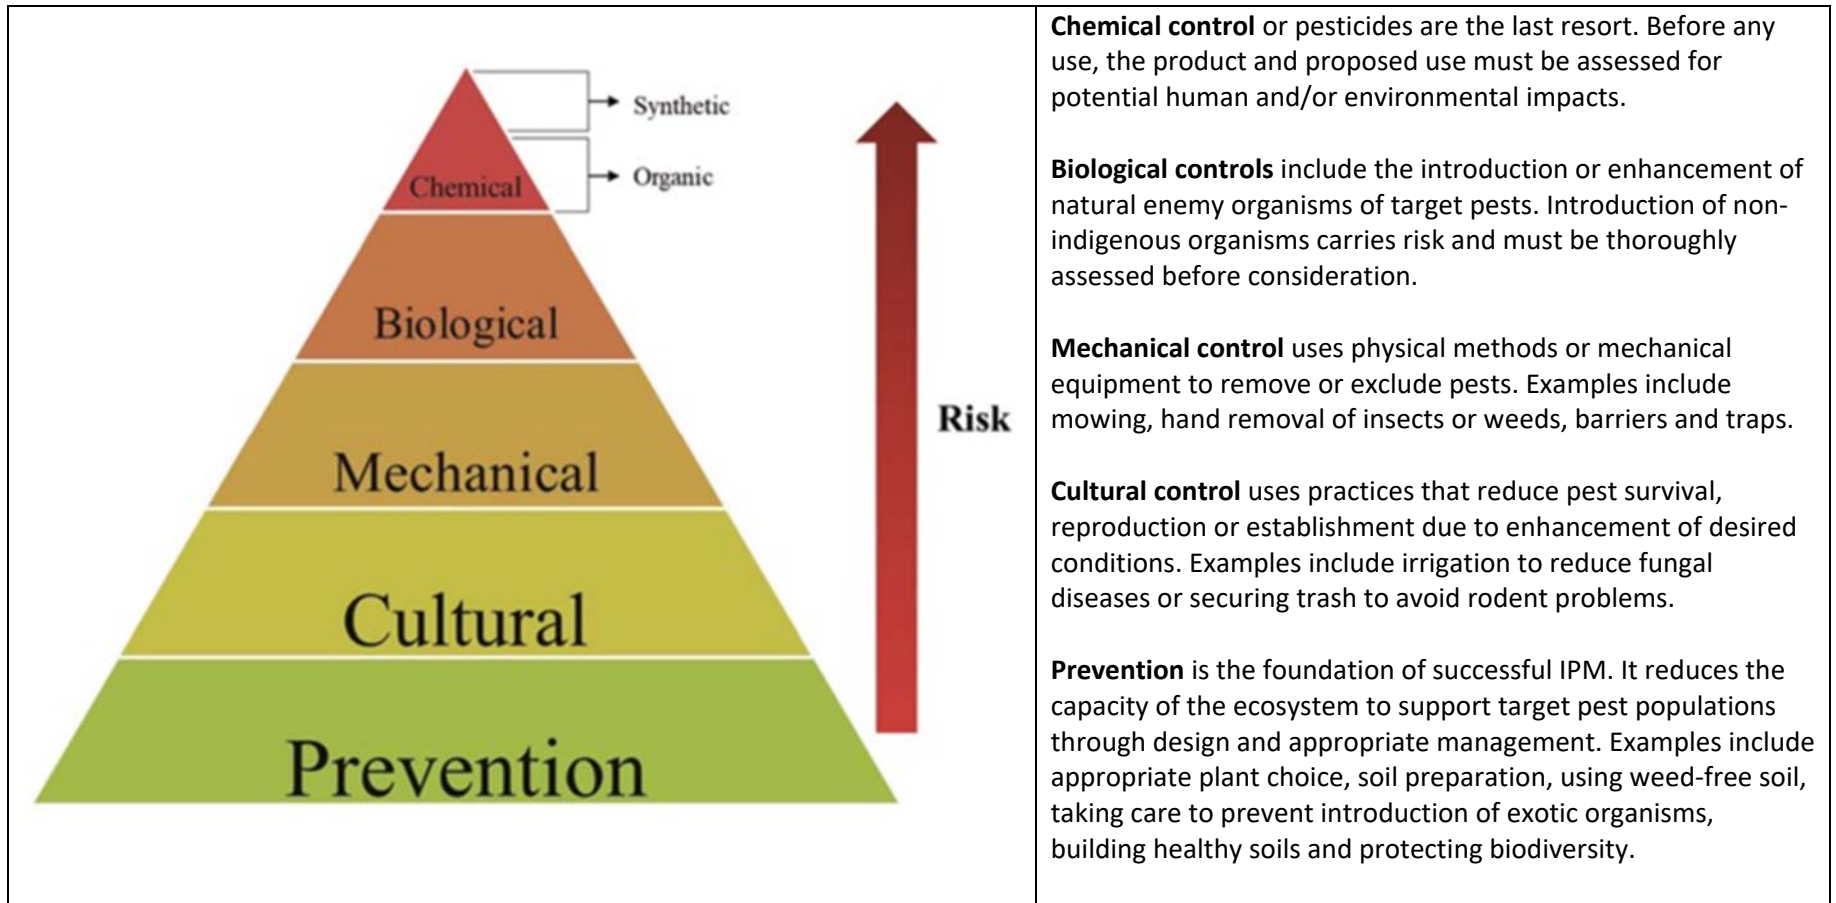 Synthetic
Organic
Chemical
Biological
Mechanical
Cultural
Prevention
Risk
Chemical control or pesticides are the last resort. Before any
use, the product and proposed use must be assessed for
potential human and/or environmental impacts.
Biological controls include the introduction or enhancement of
natural enemy organisms of target pests. Introduction of non-
indigenous organisms carries risk and must be thoroughly
assessed before consideration.
Mechanical control uses physical methods or mechanical
equipment to remove or exclude pests. Examples include
mowing, hand removal of insects or weeds, barriers and traps.
Cultural control uses practices that reduce pest survival,
reproduction or establishment due to enhancement of desired
conditions. Examples include irrigation to reduce fungal
diseases or securing trash to avoid rodent problems.
Prevention is the foundation of successful IPM. It reduces the
capacity of the ecosystem to support target pest populations
through design and appropriate management. Examples include
appropriate plant choice, soil preparation, using weed-free soil,
taking care to prevent introduction of exotic organisms,
building healthy soils and protecting biodiversity.